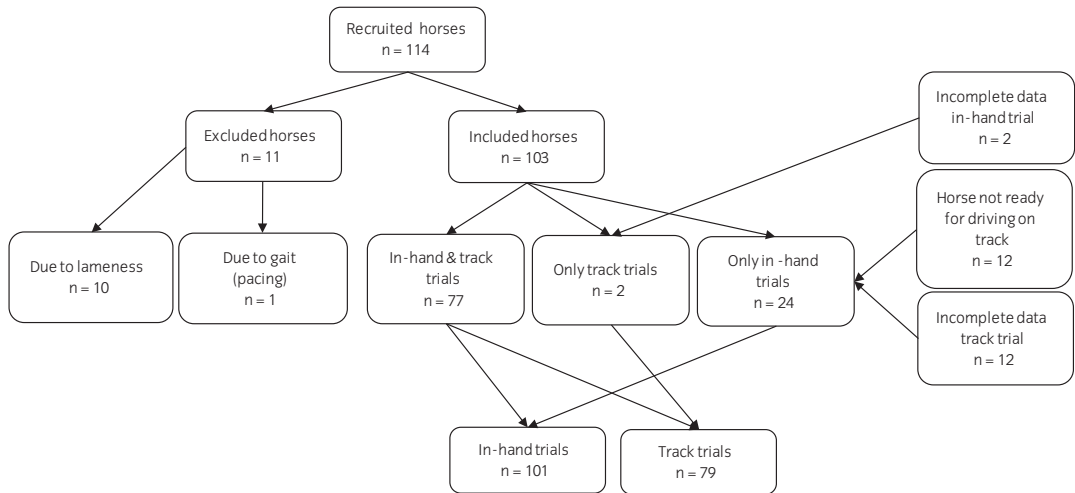 Recruited horses
n = 114
Excluded horses
n = 11
Included horses
n = 103
Incomplete data
in-hand trial
n = 2
Horse not ready
for driving on
track
n = 12
Incomplete data
track trial
n = 12
Due to lameness
n = 10
Due to gait
(pacing)
n = 1
In-hand & track
trials
n = 77
Only track trials
n = 2
Only in -hand
trials
n = 24
In-hand trials
n = 101
Track trials
n = 79